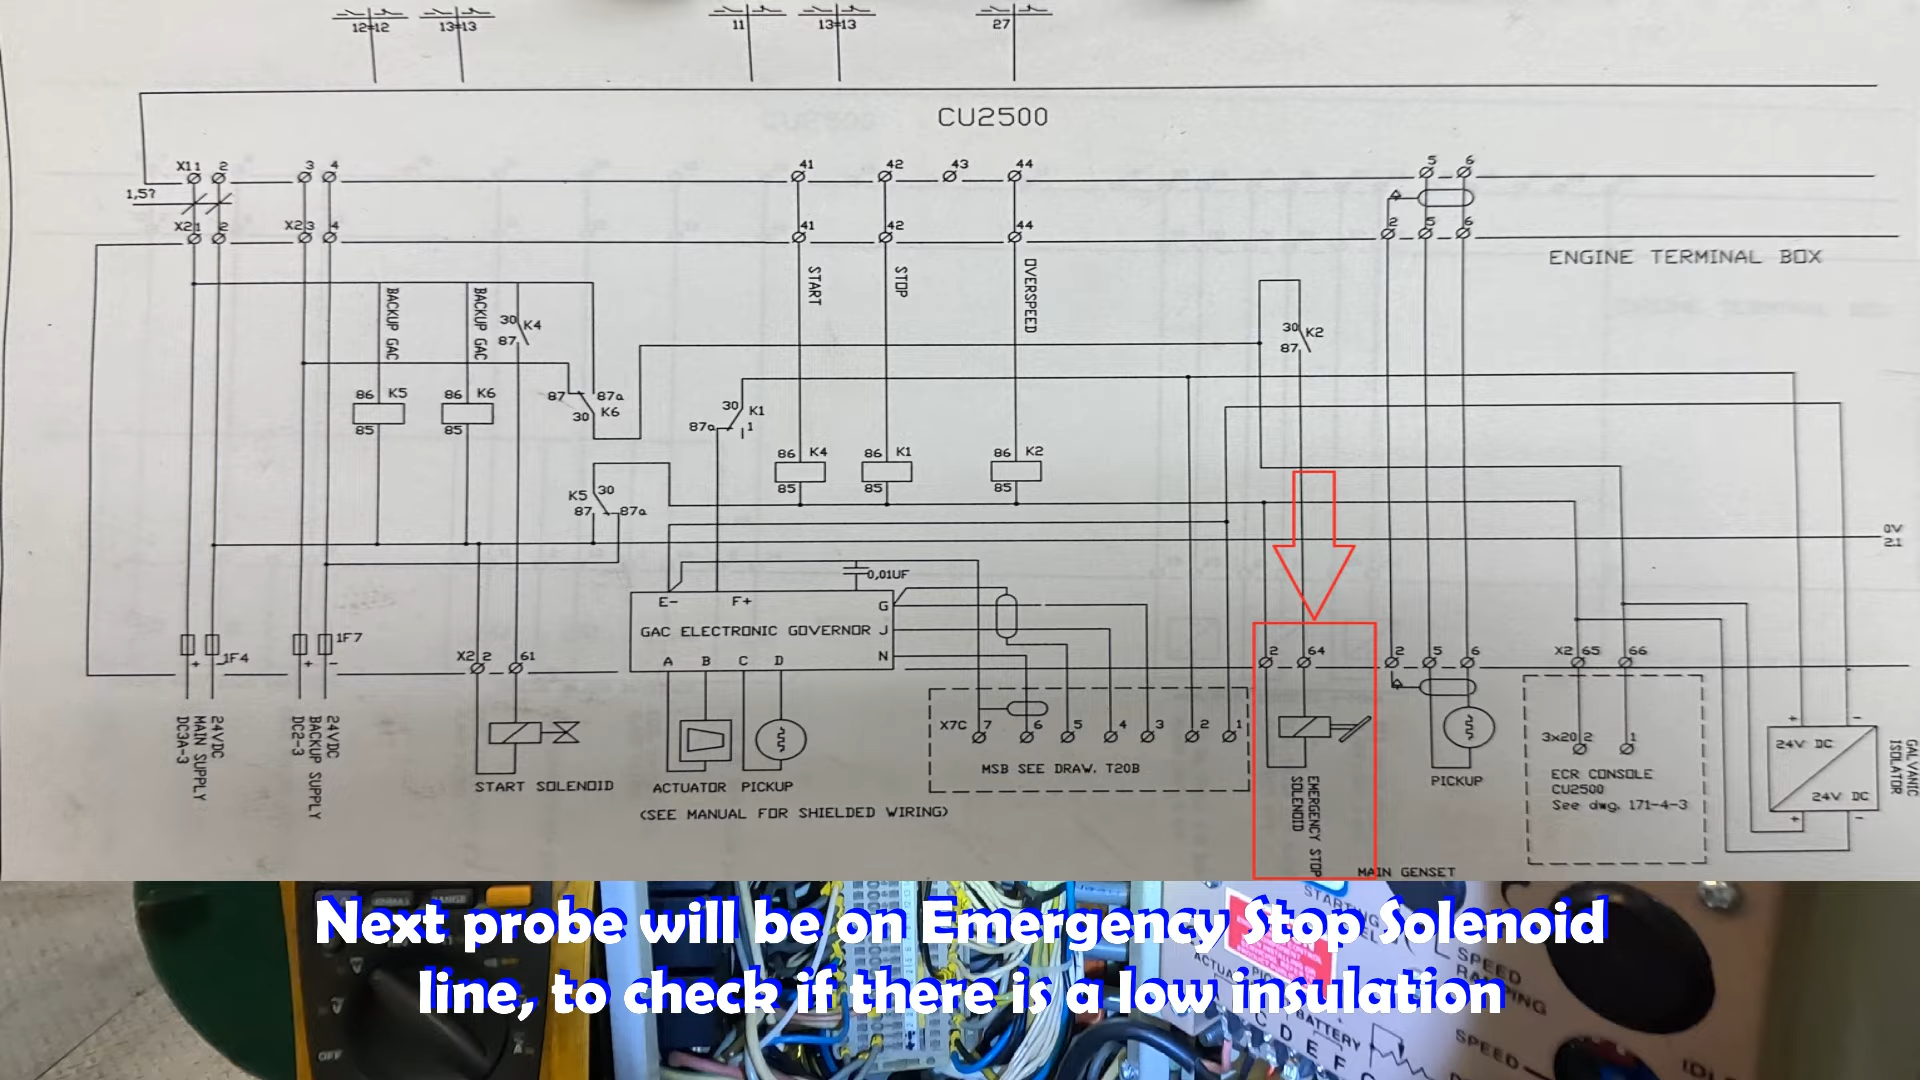 12 12 13 13 11 13 13 27
CU2500
X1 1 2 3 4 41 42 43 44 5 6
1,5?
X2 1 2 X2 3 4 41 42 44 2 5 6
ENGINE TERMINAL BOX
START STOP OVERSPEED
BACKUP GAC BACKUP GAC
30 K4
87
30 K2
87
86 K5 86 K6
85 85
87 87a
30 K6
30 K1
87a 1
86 K4 86 K1 86 K2
85 85 85
K5 30
87 87a
0V
2.1
0,01UF
E- F+ G
GAC ELECTRONIC GOVERNOR J
N
A B C D
1F4 1F7
+ - + -
X2 2 61 2 64 2 5 6 X2 65 66
24VDC
MAIN SUPPLY
DC3A-3
24VDC
BACKUP SUPPLY
DC2-3
START SOLENOID
ACTUATOR PICKUP
(SEE MANUAL FOR SHIELDED WIRING)
X7C 7 6 5 4 3 2 1
MSB SEE DRAW. T20B
EMERGENCY STOP
SOLENOID
PICKUP
3x20 2 1
ECR CONSOLE
CU2500
See dwg. 171-4-3
MAIN GENSET
+ -
24V DC
24V DC
+ -
GALVANIC
ISOLATOR
Next probe will be on Emergency Stop Solenoid
line, to check if there is a low insulation
OFF
STARTING
SPEED
RAMPING
BATTERY
C D E F
SPEED